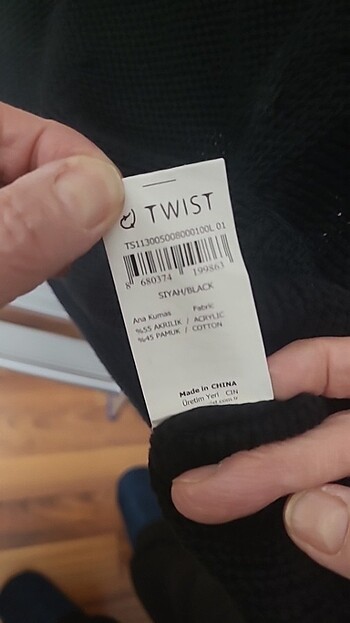 TWIST
TS113005008000100L 01
8 680374 199863
SIYAH/BLACK
Ana Kumas Fabric
%55 AKRILIK / ACRYLIC
%45 PAMUK / COTTON
Made in CHINA
Üretim Yeri CIN